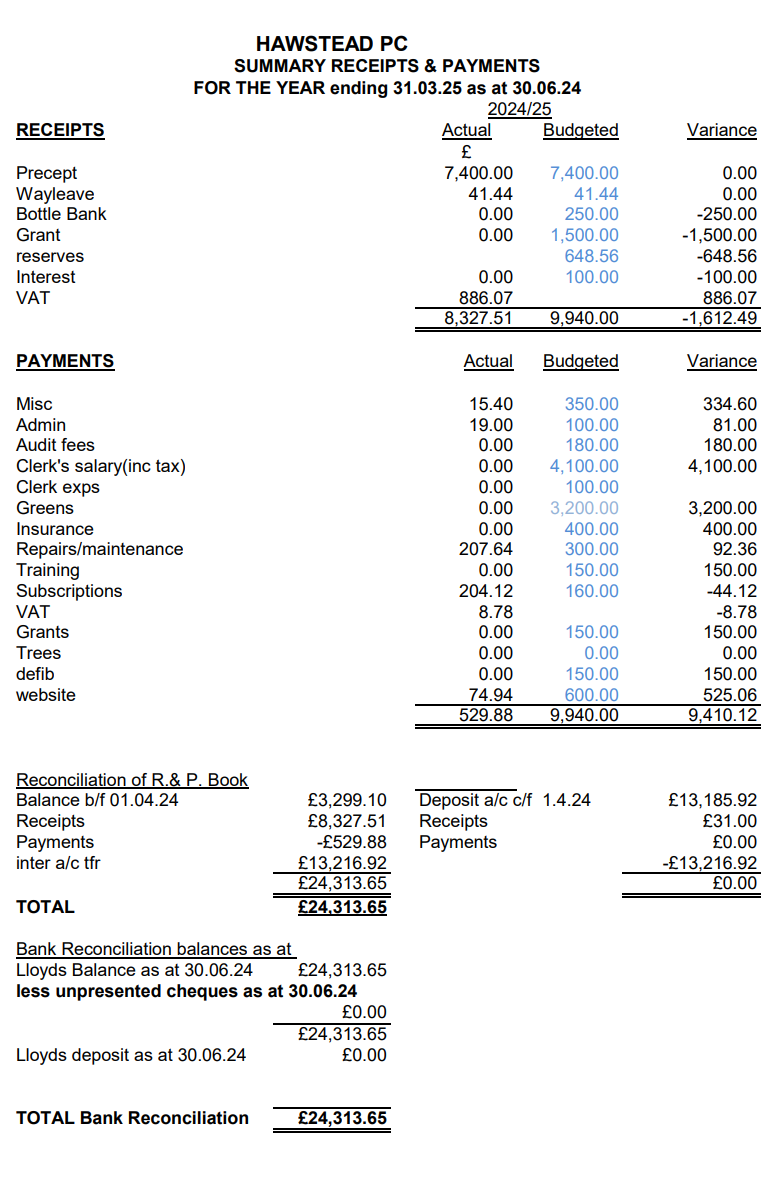 HAWSTEAD PC
SUMMARY RECEIPTS & PAYMENTS
FOR THE YEAR ending 31.03.25 as at 30.06.24
2024/25
RECEIPTS Actual Budgeted Variance
£
Precept 7,400.00 7,400.00 0.00
Wayleave 41.44 41.44 0.00
Bottle Bank 0.00 250.00 -250.00
Grant 0.00 1,500.00 -1,500.00
reserves 648.56 -648.56
Interest 0.00 100.00 -100.00
VAT 886.07 886.07
8,327.51 9,940.00 -1,612.49
PAYMENTS Actual Budgeted Variance
Misc 15.40 350.00 334.60
Admin 19.00 100.00 81.00
Audit fees 0.00 180.00 180.00
Clerk's salary(inc tax) 0.00 4,100.00 4,100.00
Clerk exps 0.00 100.00
Greens 0.00 3,200.00 3,200.00
Insurance 0.00 400.00 400.00
Repairs/maintenance 207.64 300.00 92.36
Training 0.00 150.00 150.00
Subscriptions 204.12 160.00 -44.12
VAT 8.78 -8.78
Grants 0.00 150.00 150.00
Trees 0.00 0.00 0.00
defib 0.00 150.00 150.00
website 74.94 600.00 525.06
529.88 9,940.00 9,410.12
Reconciliation of R.& P. Book
Balance b/f 01.04.24 £3,299.10 Deposit a/c c/f 1.4.24 £13,185.92
Receipts £8,327.51 Receipts £31.00
Payments -£529.88 Payments £0.00
inter a/c tfr £13,216.92 -£13,216.92
£24,313.65 £0.00
TOTAL £24,313.65
Bank Reconciliation balances as at
Lloyds Balance as at 30.06.24 £24,313.65
less unpresented cheques as at 30.06.24
£0.00
£24,313.65
Lloyds deposit as at 30.06.24 £0.00
TOTAL Bank Reconciliation £24,313.65